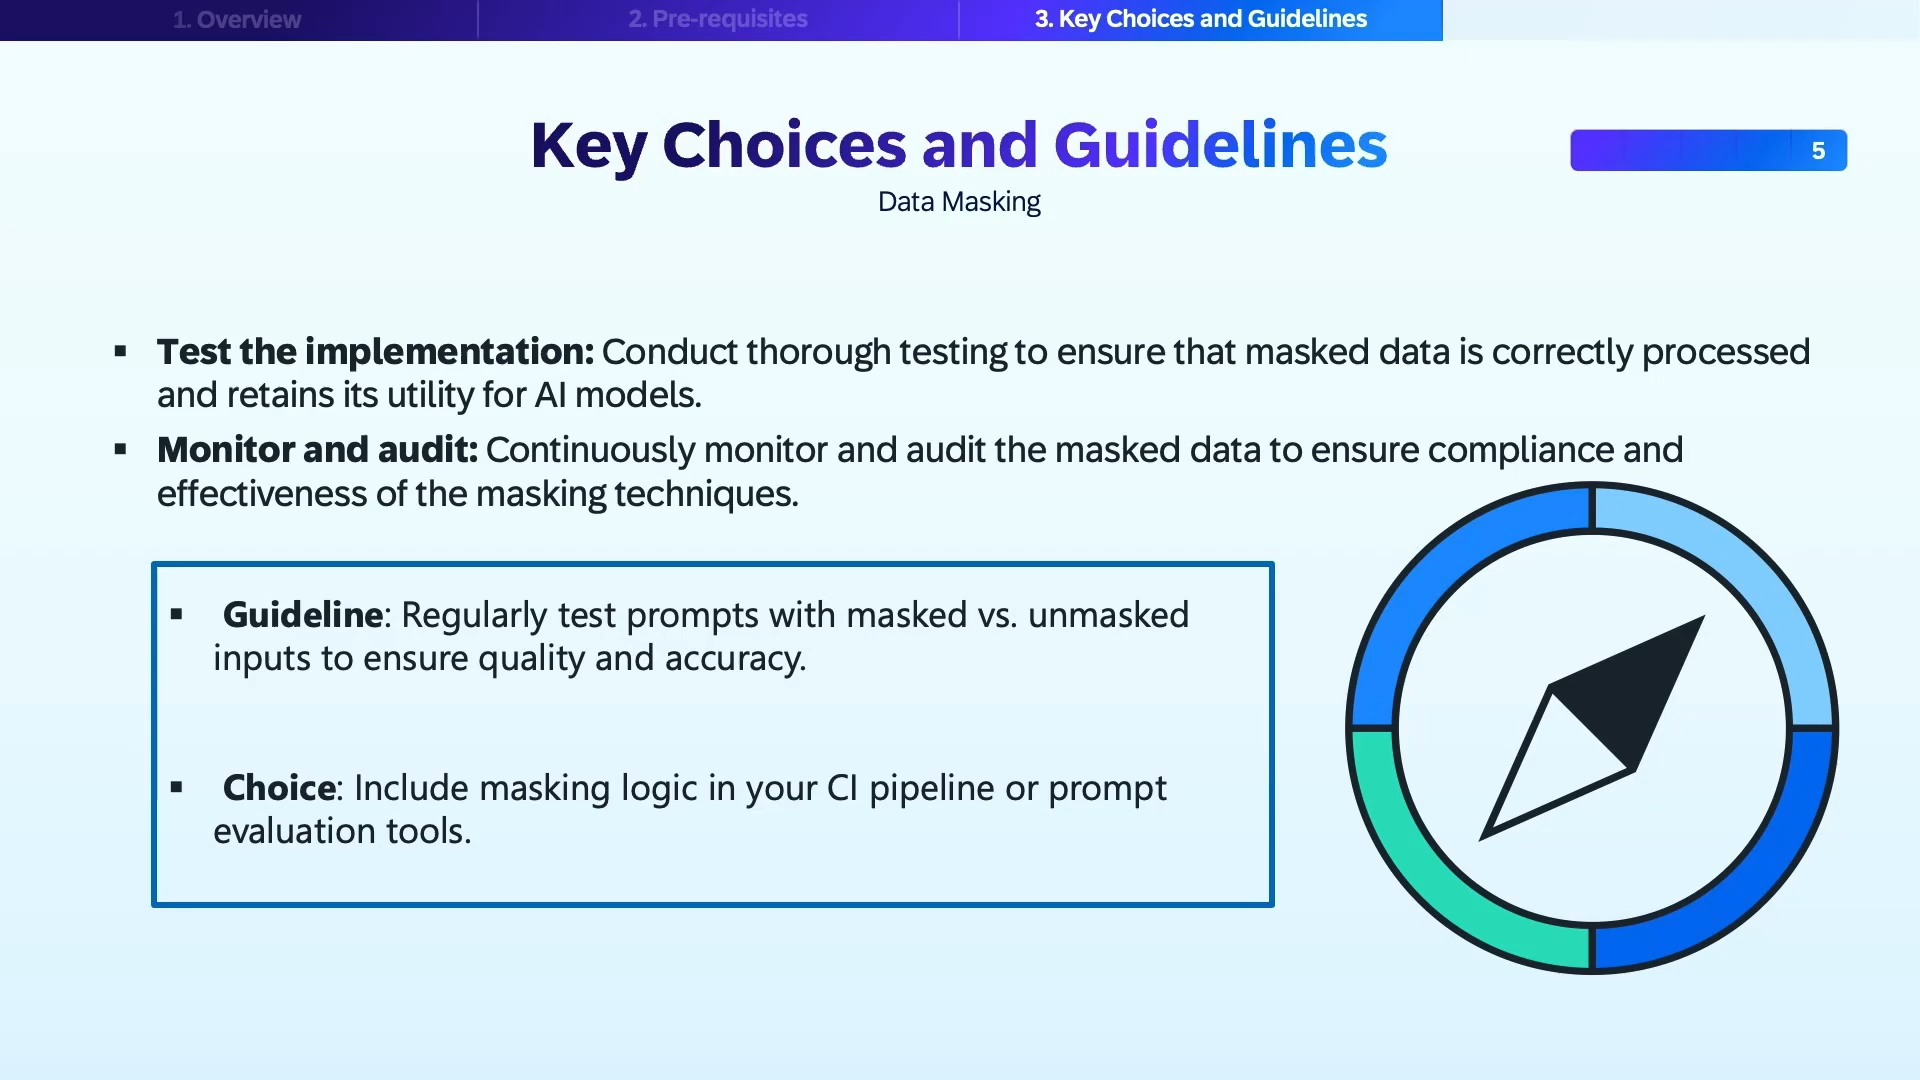 1. Overview
2. Pre-requisites
3. Key Choices and Guidelines
Key Choices and Guidelines
5
Data Masking
▪ Test the implementation: Conduct thorough testing to ensure that masked data is correctly processed
and retains its utility for AI models.
▪ Monitor and audit: Continuously monitor and audit the masked data to ensure compliance and
effectiveness of the masking techniques.
▪ Guideline: Regularly test prompts with masked vs. unmasked
inputs to ensure quality and accuracy.
▪ Choice: Include masking logic in your CI pipeline or prompt
evaluation tools.